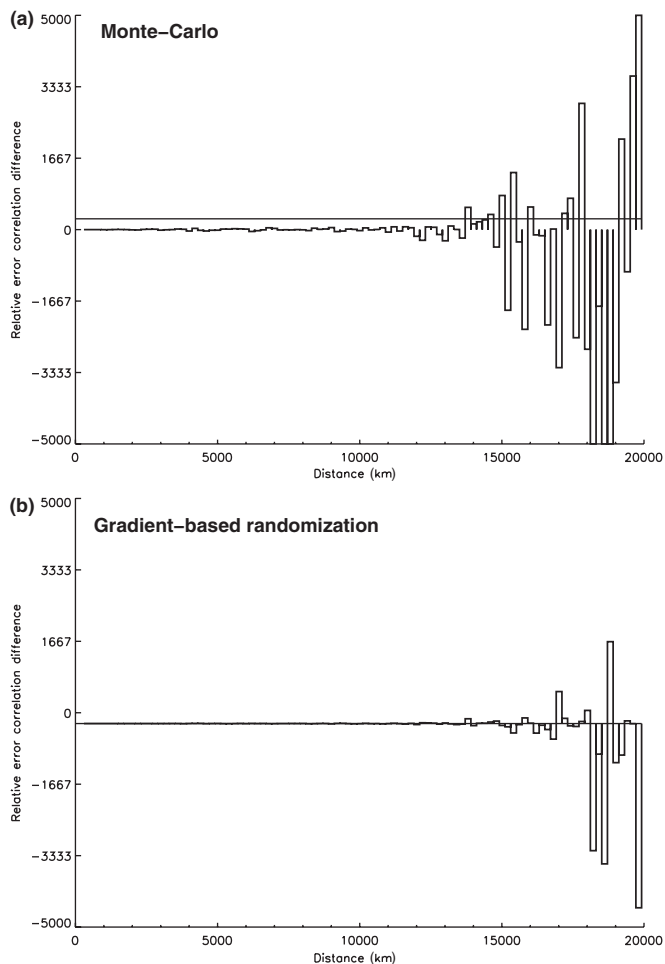 (a)
Monte–Carlo
5000
3333
1667
0
−1667
−3333
−5000
Relative error correlation difference
0 5000 10000 15000 20000
Distance (km)
(b)
Gradient–based randomization
5000
3333
1667
0
−1667
−3333
−5000
Relative error correlation difference
0 5000 10000 15000 20000
Distance (km)